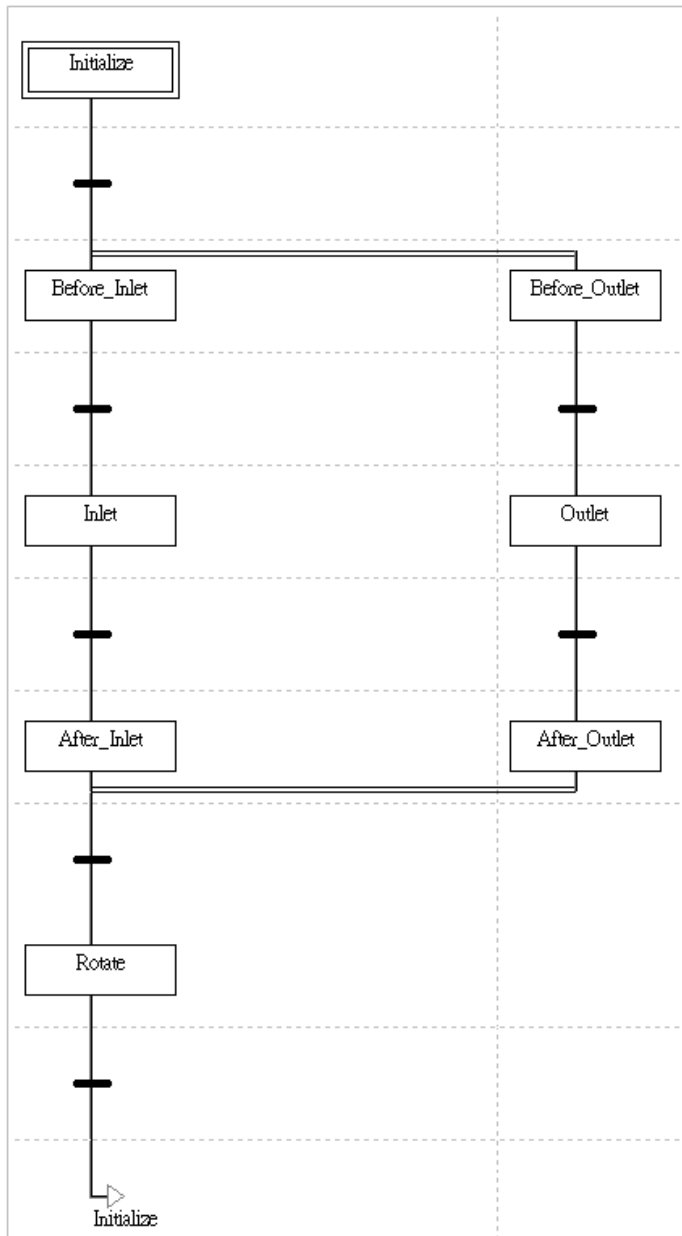 Initialize
Before_Inlet
Before_Outlet
Inlet
Outlet
After_Inlet
After_Outlet
Rotate
Initialize